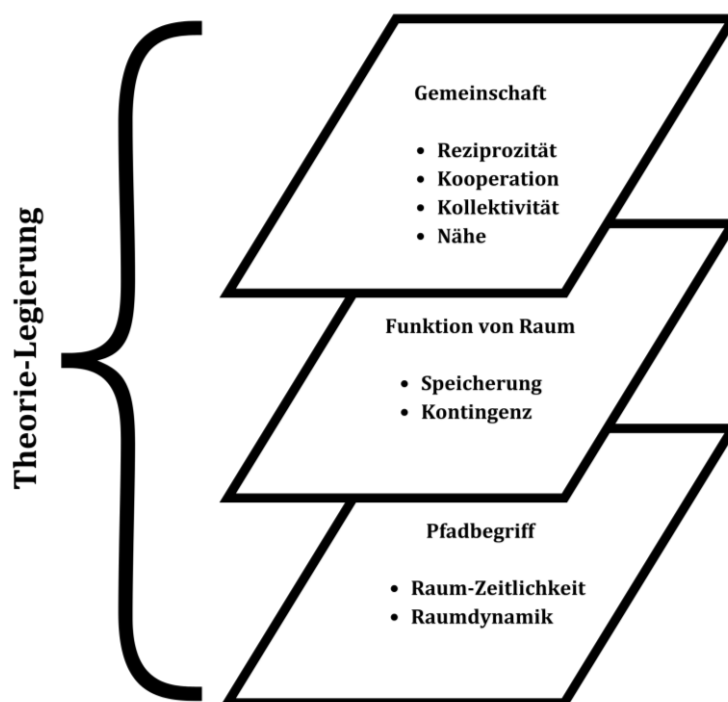 Theorie-Legierung
Gemeinschaft
• Reziprozität
• Kooperation
• Kollektivität
• Nähe
Funktion von Raum
• Speicherung
• Kontingenz
Pfadbegriff
• Raum-Zeitlichkeit
• Raumdynamik